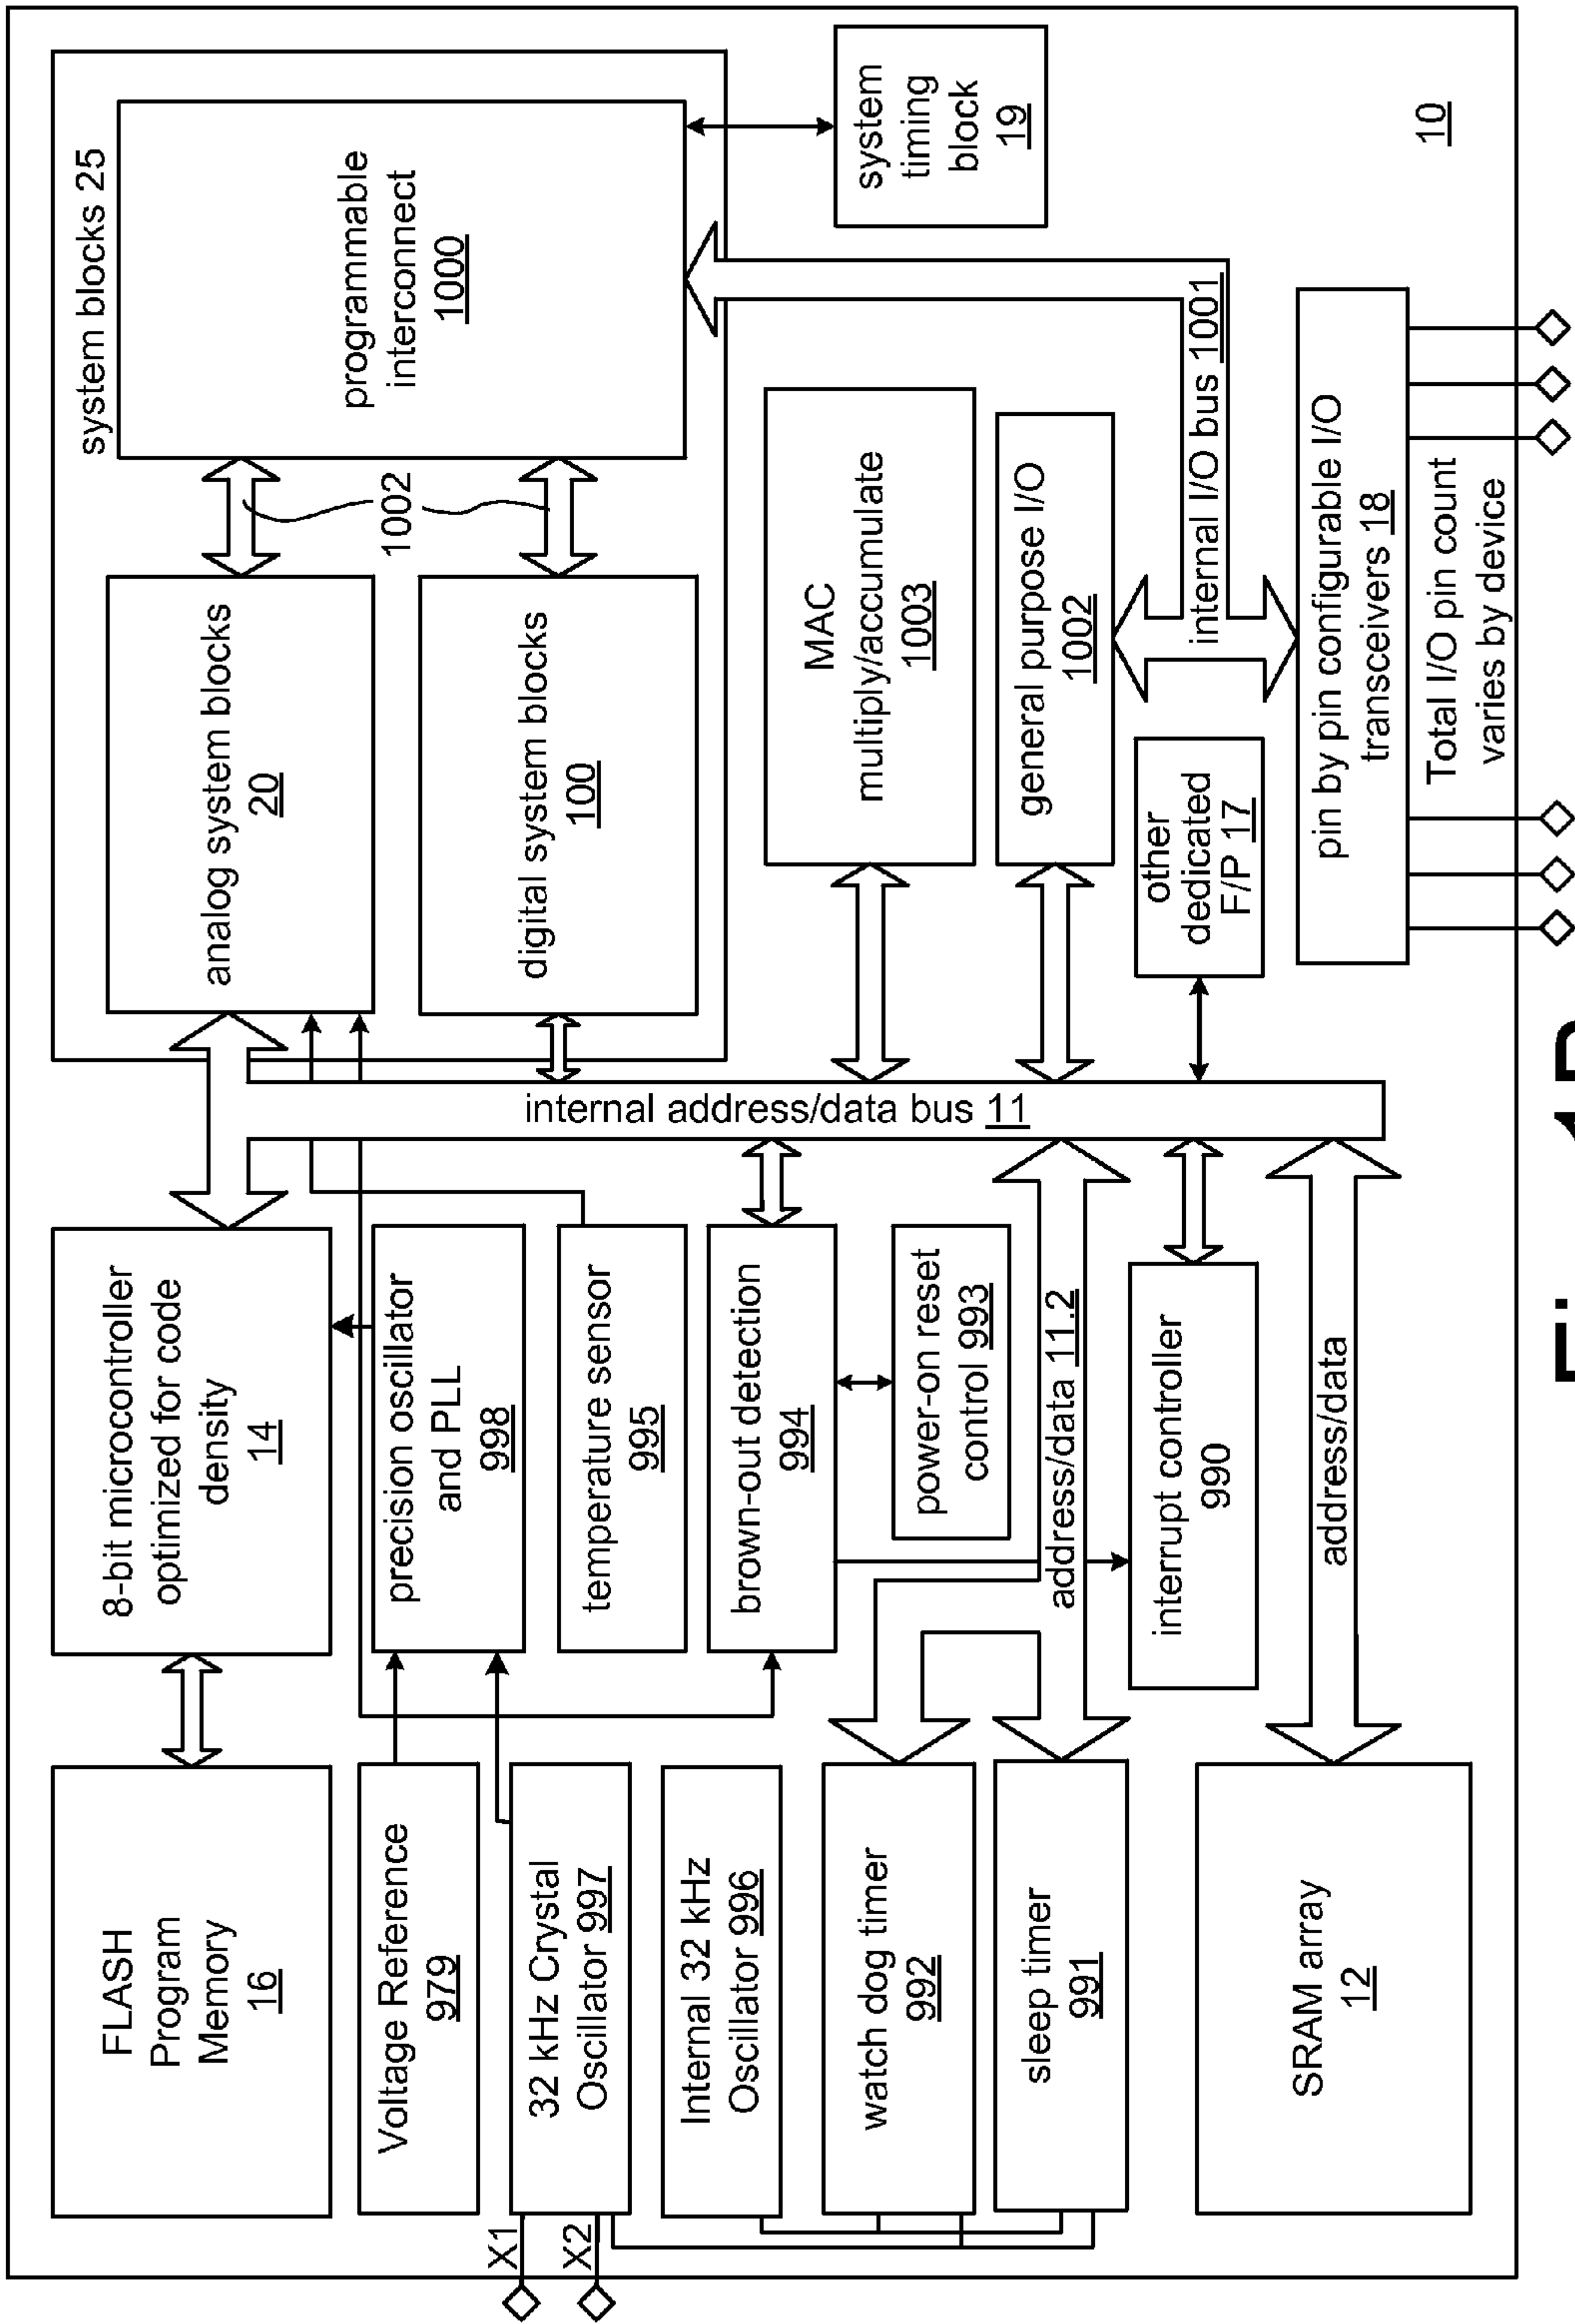 FLASH
Program
Memory
16
8-bit microcontroller
optimized for code
density
14
system blocks 25
analog system blocks
20
programmable
interconnect
1000
1002
Voltage Reference
979
precision oscillator
and PLL
998
X1
X2
32 kHz Crystal
Oscillator 997
temperature sensor
995
digital system blocks
100
Internal 32 kHz
Oscillator 996
brown-out detection
994
internal address/data bus 11
MAC
multiply/accumulate
1003
system
timing
block
19
watch dog timer
992
power-on reset
control 993
general purpose I/O
1002
sleep timer
991
address/data 11.2
interrupt controller
990
other
dedicated
F/P 17
internal I/O bus 1001
SRAM array
12
address/data
pin by pin configurable I/O
transceivers 18
Total I/O pin count
varies by device
10